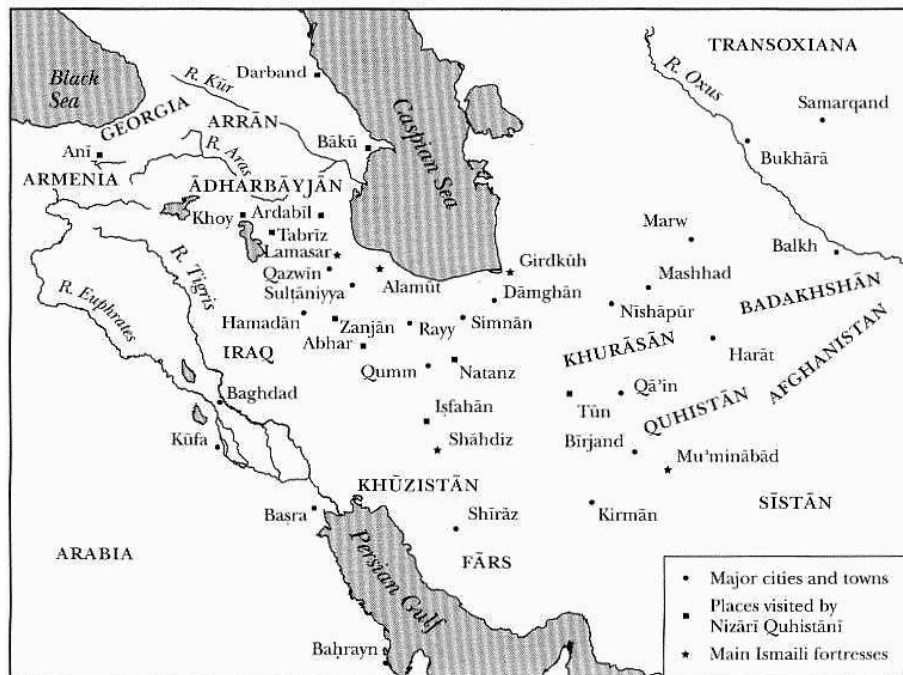 TRANSOXIANA
Black
Sea
Darband
R. Kūr
R. Oxus
Samarqand
GEORGIA
ARRĀN
Caspian Sea
Bākū
R. Aras
Anī
Bukhārā
ARMENIA
ĀDHARBĀYJĀN
Khoy
Ardabīl
Tabrīz
Marw
Lamasar
Balkh
R. Tigris
Qazwīn
Alamūt
Girdkūh
Mashhad
Sulṭāniyya
Dāmghān
R. Euphrates
Nīshāpūr
BADAKHSHĀN
Hamadān
Zanjān
Rayy
Simnān
Abhar
IRAQ
KHURĀSĀN
Harāt
AFGHANISTAN
Qumm
Natanz
Baghdad
Qā'in
Tūn
QUHISTĀN
Iṣfahān
Kūfa
Shāhdiz
Bīrjand
Mu'minābād
KHŪZISTĀN
SĪSTĀN
Baṣra
Shīrāz
Kirmān
ARABIA
Persian Gulf
FĀRS
Baḥrayn
Major cities and towns
Places visited by
Nizārī Quhistānī
Main Ismaili fortresses